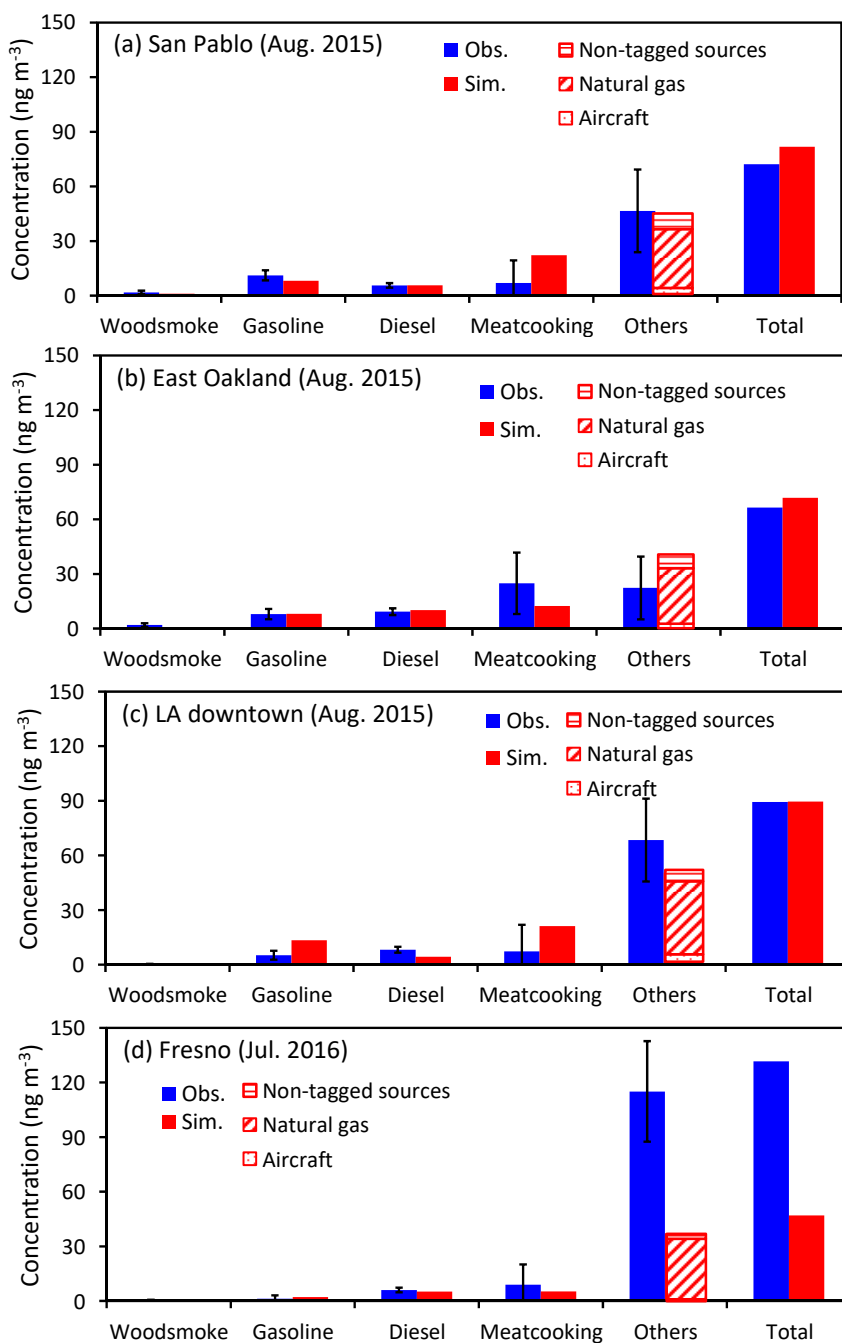 150
(a) San Pablo (Aug. 2015)
Obs.
Non-tagged sources
120
Sim.
Natural gas
Aircraft
90
60
30
0
Concentration (ng m⁻³)
Woodsmoke Gasoline Diesel Meatcooking Others Total
150
(b) East Oakland (Aug. 2015)
Obs.
Non-tagged sources
120
Sim.
Natural gas
Aircraft
90
60
30
0
Concentration (ng m⁻³)
Woodsmoke Gasoline Diesel Meatcooking Others Total
150
(c) LA downtown (Aug. 2015)
Obs.
Non-tagged sources
120
Sim.
Natural gas
Aircraft
90
60
30
0
Concentration (ng m⁻³)
Woodsmoke Gasoline Diesel Meatcooking Others Total
150
(d) Fresno (Jul. 2016)
Obs.
Non-tagged sources
120
Sim.
Natural gas
Aircraft
90
60
30
0
Concentration (ng m⁻³)
Woodsmoke Gasoline Diesel Meatcooking Others Total